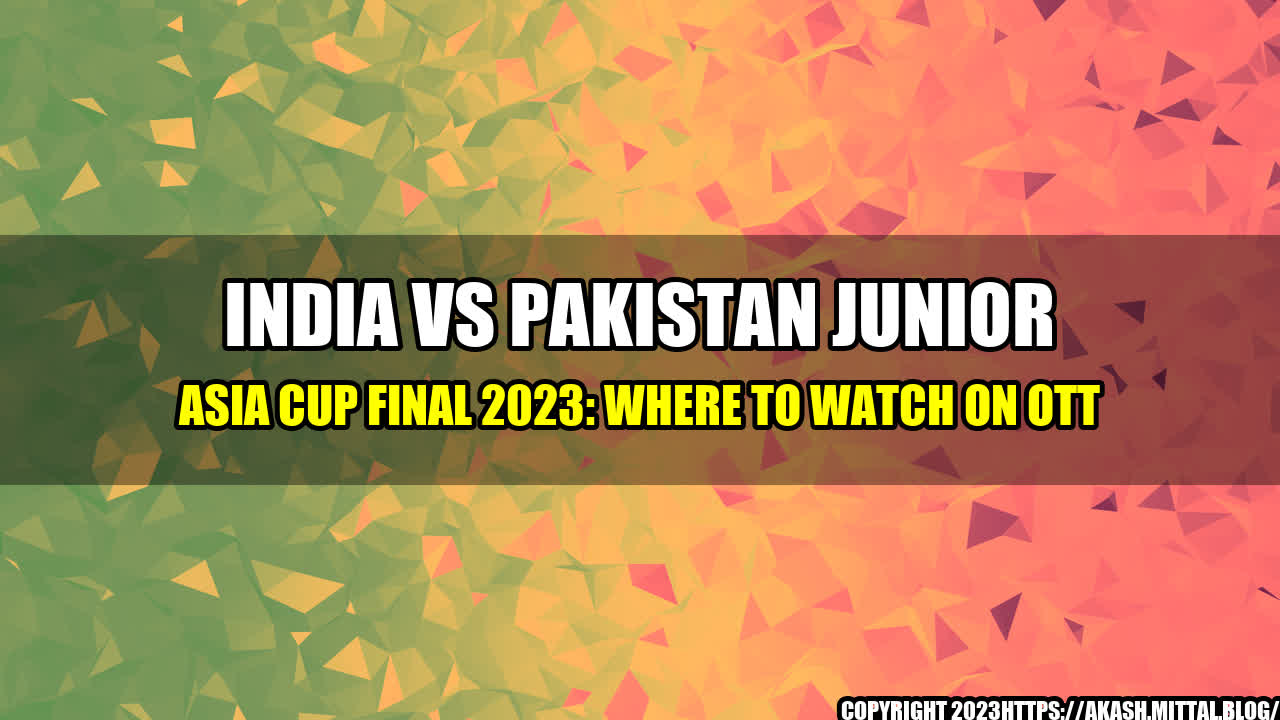 INDIA VS PAKISTAN JUNIOR
ASIA CUP FINAL 2023: WHERE TO WATCH ON OTT
COPYRIGHT 2023HTTPS://AKASH.MITTAL.BLOG/